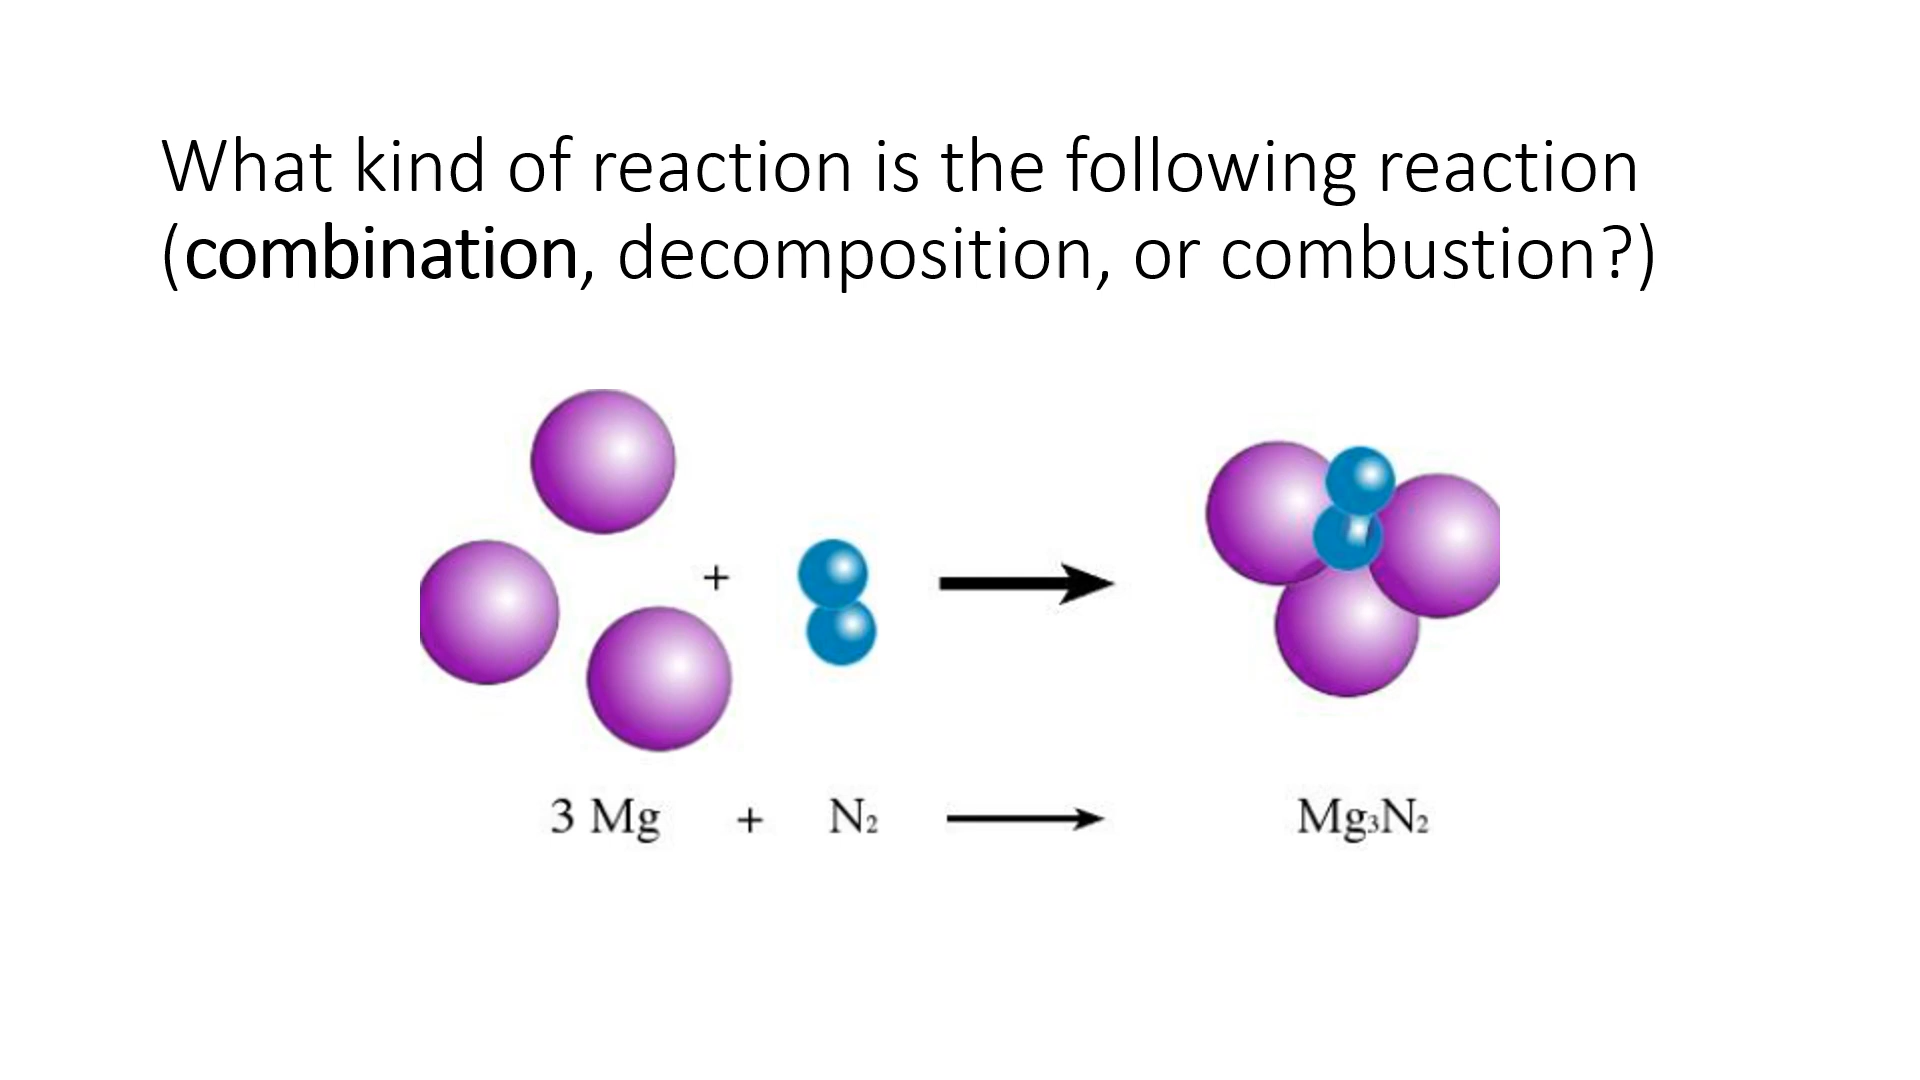 What kind of reaction is the following reaction
(combination, decomposition, or combustion?)
+
3 Mg + N₂ → Mg₃N₂